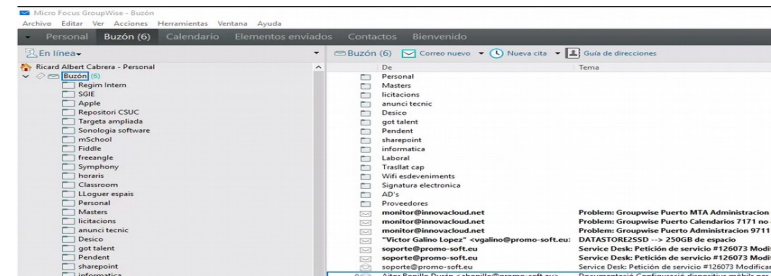 Micro Focus GroupWise - Buzón
Archivo Editar Ver Acciones Herramientas Ventana Ayuda
Personal Buzón (6) Calendario Elementos enviados Contactos Bienvenido
En línea
Buzón (6) Correo nuevo Nueva cita Guía de direcciones
Ricard Albert Cabrera - Personal
Buzón (6)
Regim Intern
SGIE
Apple
Repositori CSUC
Targeta ampliada
Sonologia software
mSchool
Fiddle
freeangle
Symphony
horaris
Classroom
LLoguer espais
Personal
Masters
licitacions
anunci tecnic
Desico
got talent
Pendent
sharepoint
informatica
De Tema
Personal
Masters
licitacions
anunci tecnic
Desico
got talent
Pendent
sharepoint
informatica
Laboral
Trasllat cap
Wifi esdeveniments
Signatura electronica
AD's
Proveedores
monitor@innovacloud.net Problem: Groupwise Puerto MTA Administracion
monitor@innovacloud.net Problem: Groupwise Puerto Calendarios 7171 no
monitor@innovacloud.net Problem: Groupwise Puerto Administracion 9711
"Victor Galino Lopez" <vgalino@promo-soft.eu: DATASTORE2SSD --> 250GB de espacio
soporte@promo-soft.eu Service Desk: Petición de servicio #126073 Modi
soporte@promo-soft.eu Service Desk: Petición de servicio #126073 Modifi
soporte@promo-soft.eu Service Desk: Petición de servicio #126073 Modificar